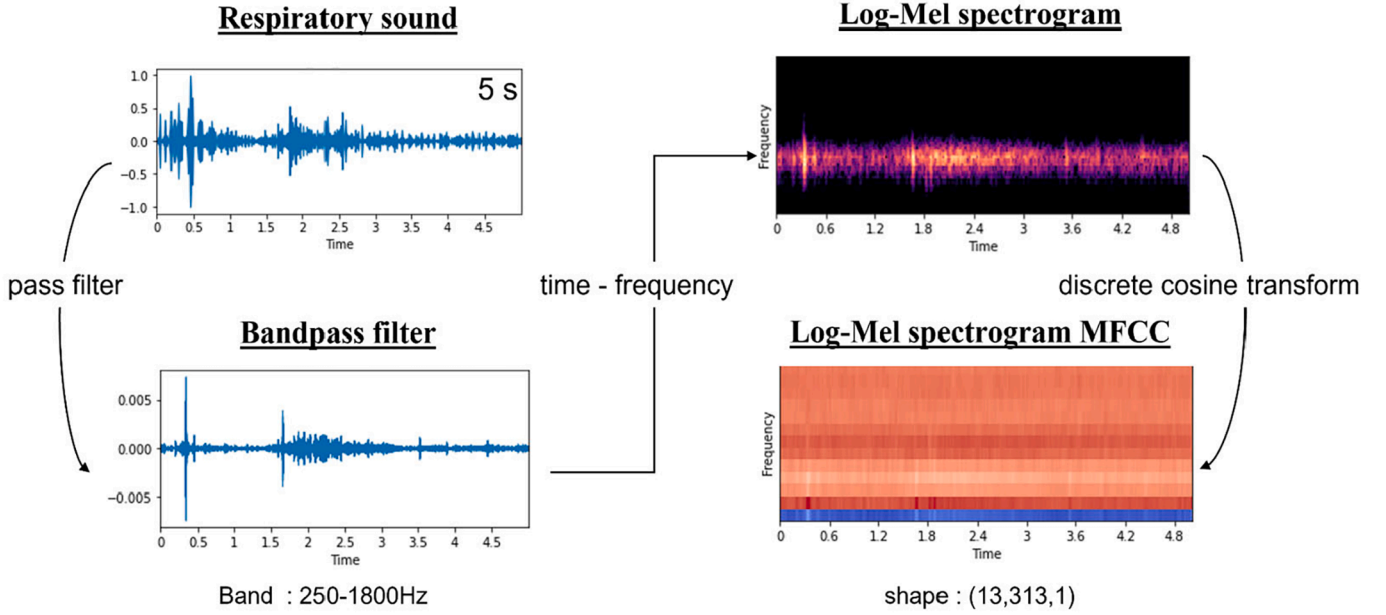 Respiratory sound
5 s
1.0
0.5
0.0
−0.5
−1.0
0 0.5 1 1.5 2 2.5 3 3.5 4 4.5
Time
pass filter
Bandpass filter
0.005
0.000
−0.005
0 0.5 1 1.5 2 2.5 3 3.5 4 4.5
Time
Band : 250-1800Hz
time - frequency
Log-Mel spectrogram
Frequency
0 0.6 1.2 1.8 2.4 3 3.6 4.2 4.8
Time
discrete cosine transform
Log-Mel spectrogram MFCC
Frequency
0 0.6 1.2 1.8 2.4 3 3.6 4.2 4.8
Time
shape : (13,313,1)